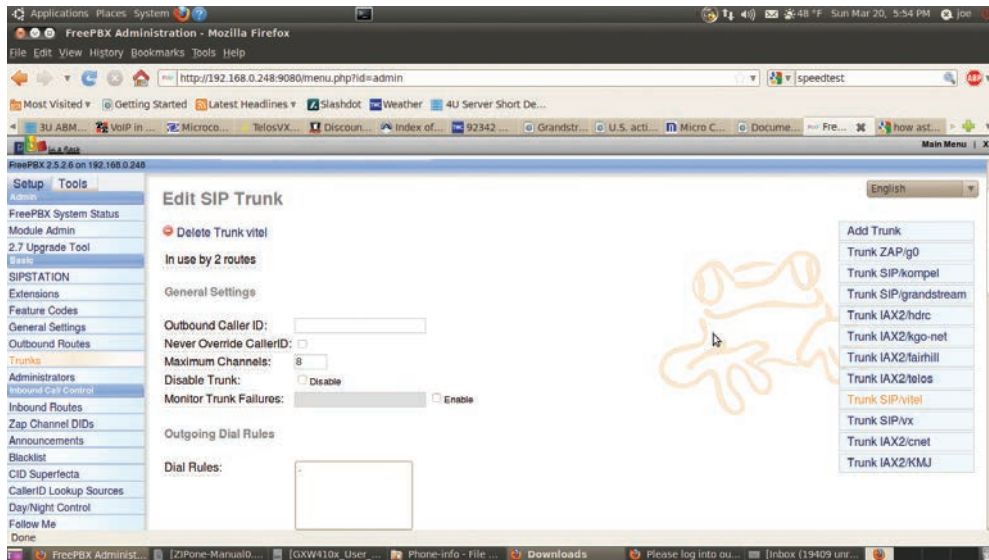 Applications Places System
48 °F Sun Mar 20, 5:54 PM joe
FreePBX Administration - Mozilla Firefox
File Edit View History Bookmarks Tools Help
http://192.168.0.248:9080/menu.php?id=admin
speedtest
ABP
Most Visited Getting Started Latest Headlines Slashdot Weather 4U Server Short De...
3U ABM... VoIP in ... Microco... TelosVX... Discoun... Index of... 92342 ... Grandstr... U.S. acti... Micro C... Docume... Fre... how ast...
in a flash
Main Menu | X
FreePBX 2.5.2.6 on 192.168.0.248
Setup Tools
Admin
FreePBX System Status
Module Admin
2.7 Upgrade Tool
Basic
SIPSTATION
Extensions
Feature Codes
General Settings
Outbound Routes
Trunks
Administrators
Inbound Call Control
Inbound Routes
Zap Channel DIDs
Announcements
Blacklist
CID Superfecta
CallerID Lookup Sources
Day/Night Control
Follow Me
Edit SIP Trunk
Delete Trunk vitel
In use by 2 routes
General Settings
Outbound Caller ID:
Never Override CallerID:
Maximum Channels: 8
Disable Trunk: Disable
Monitor Trunk Failures: Enable
Outgoing Dial Rules
Dial Rules:
.
English
Add Trunk
Trunk ZAP/g0
Trunk SIP/kompel
Trunk SIP/grandstream
Trunk IAX2/hdrc
Trunk IAX2/kgo-net
Trunk IAX2/fairhill
Trunk IAX2/telos
Trunk SIP/vitel
Trunk SIP/vx
Trunk IAX2/cnet
Trunk IAX2/KMJ
Done
FreePBX Administ... [ZIPone-Manual0.... [GXW410x_User_... Phone-info - File ... Downloads Please log into ou... [Inbox (19409 unr...